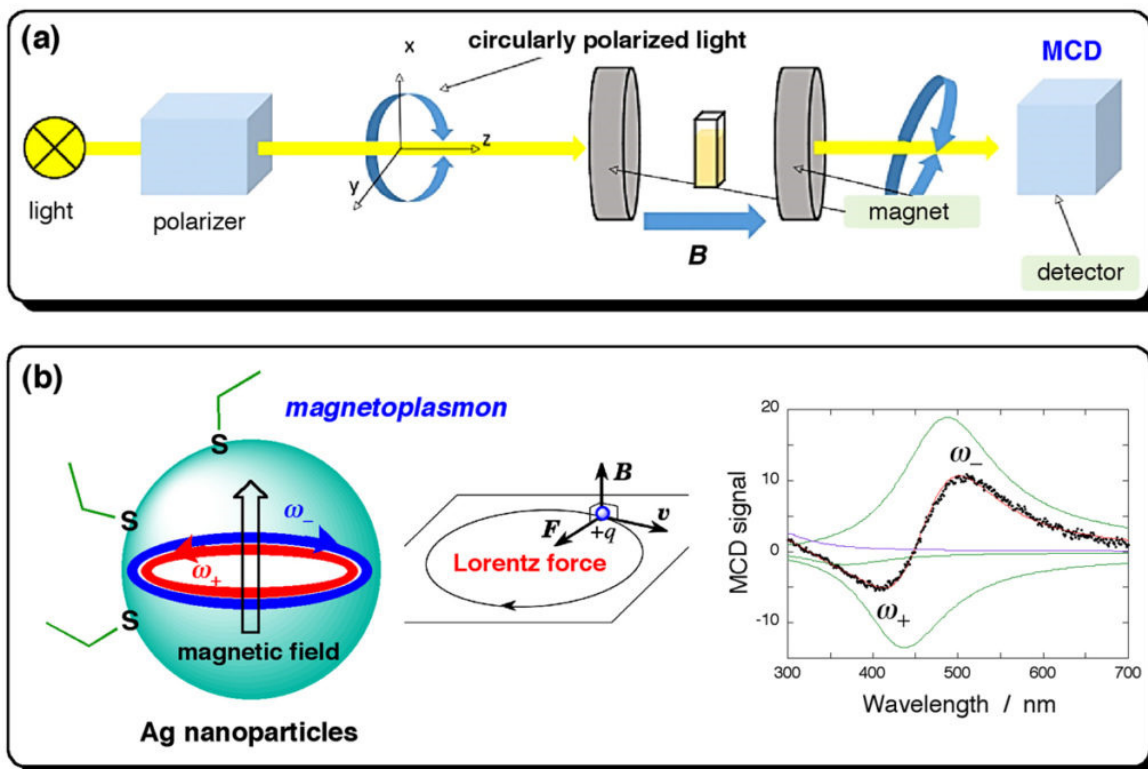 (a)
circularly polarized light
MCD
x
z
y
light
polarizer
magnet
B
detector
(b)
magnetoplasmon
S
S
S
ω−
ω+
magnetic field
Ag nanoparticles
B
F
+q
v
Lorentz force
MCD signal
20
10
0
-10
ω−
ω+
300
400
500
600
700
Wavelength / nm